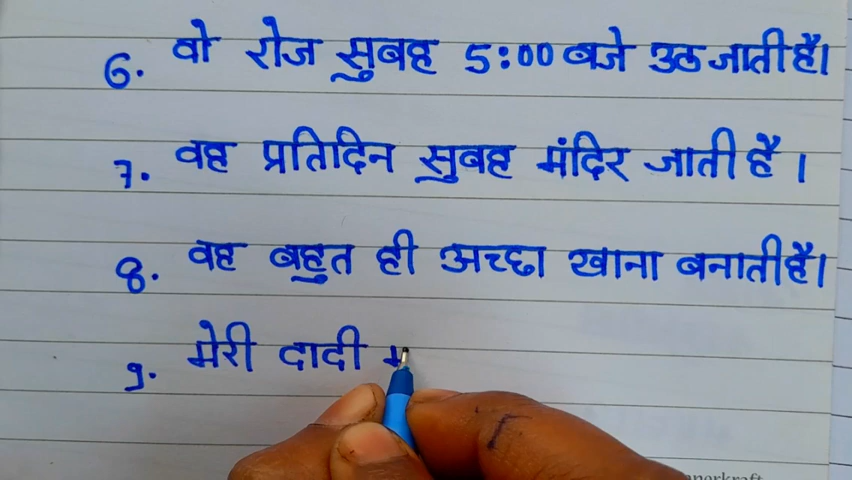 6. वो रोज सुबह 5:00 बजे उठ जाती है।
7. वह प्रतिदिन सुबह मंदिर जाती है।
8. वह बहुत ही अच्छा खाना बनाती है।
9. मेरी दादी